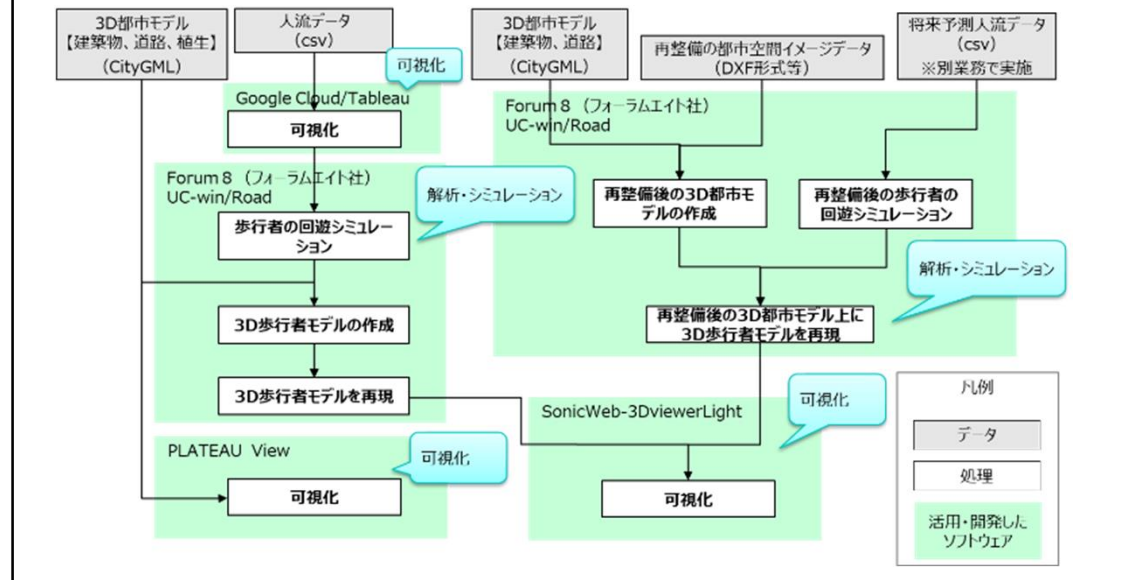 3D都市モデル
【建築物、道路、植生】
（CityGML）
人流データ
（csv）
可視化
Google Cloud/Tableau
可視化
Forum 8 （フォーラムエイト社）
UC-win/Road
解析・シミュレーション
歩行者の回遊シミュレー
ション
3D歩行者モデルの作成
3D歩行者モデルを再現
PLATEAU View
可視化
可視化
3D都市モデル
【建築物、道路】
（CityGML）
再整備の都市空間イメージデータ
（DXF形式等）
将来予測人流データ
（csv）
※別業務で実施
Forum 8 （フォーラムエイト社）
UC-win/Road
再整備後の3D都市モ
デルの作成
再整備後の歩行者の
回遊シミュレーション
解析・シミュレーション
再整備後の3D都市モデル上に
3D歩行者モデルを再現
SonicWeb-3DviewerLight
可視化
可視化
凡例
データ
処理
活用・開発した
ソフトウェア